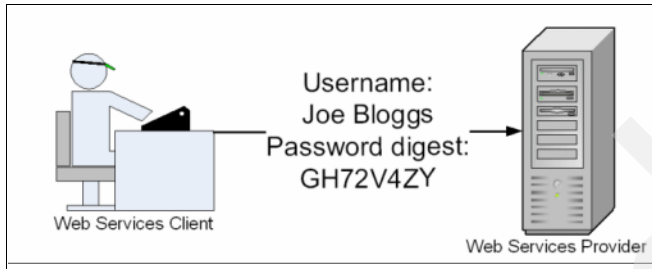 Username:
Joe Bloggs
Password digest:
GH72V4ZY
Web Services Client
Web Services Provider